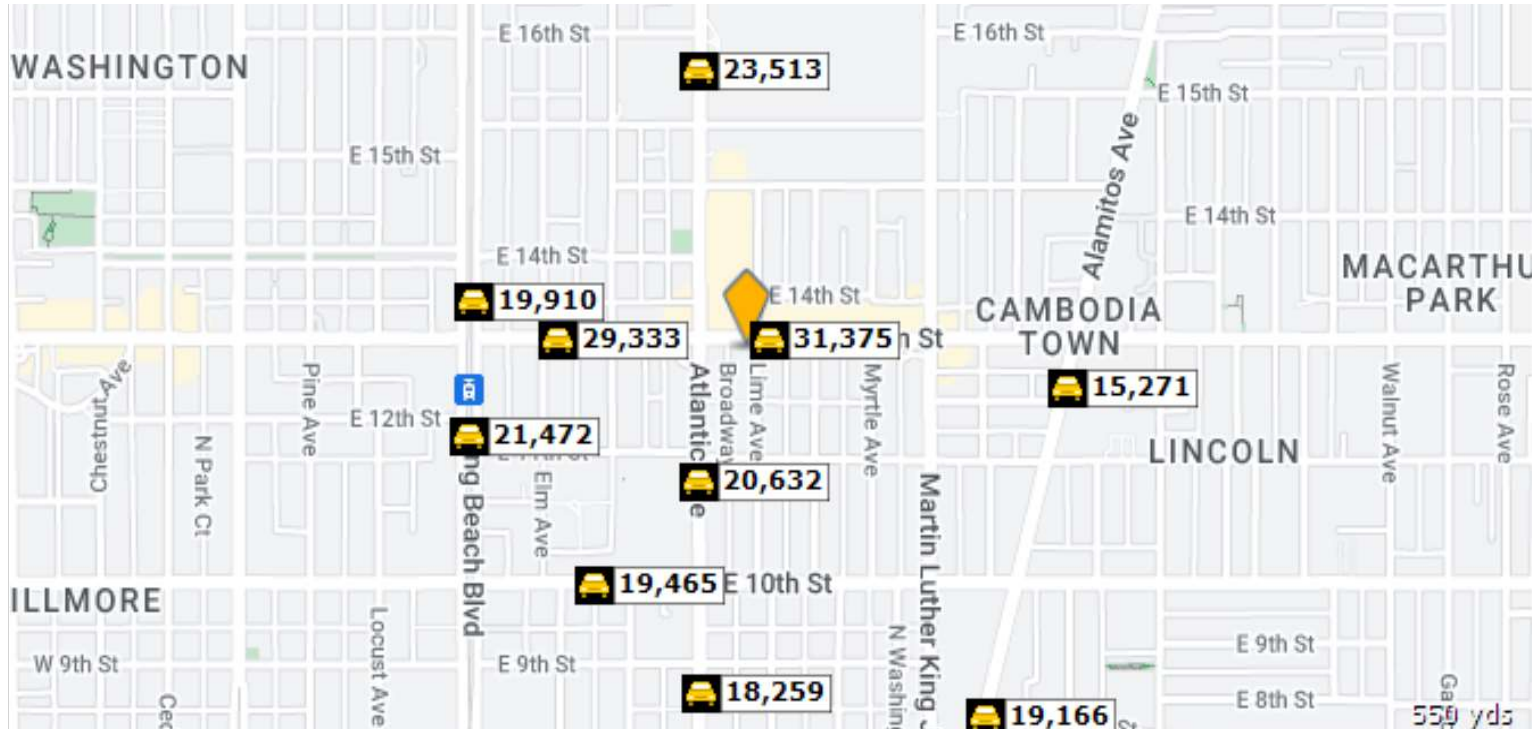 E 16th St
E 16th St
WASHINGTON
23,513
E 15th St
Alamitos Ave
E 15th St
E 14th St
E 14th St
MACARTHU
PARK
19,910
E 14th St
CAMBODIA
TOWN
29,333
31,375
h St
Chestnut Ave
Pine Ave
Atlantic
e
Broadway
Lime Ave
Myrtle Ave
15,271
Walnut Ave
Rose Ave
E 12th St
21,472
N Park Ct
LINCOLN
20,632
Elm Ave
ng Beach Blvd
Martin Luther King
19,465
E 10th St
ILLMORE
Locust Ave
W 9th St
E 9th St
N Washing
E 9th St
18,259
E 8th St
19,166
Ga
550 yds